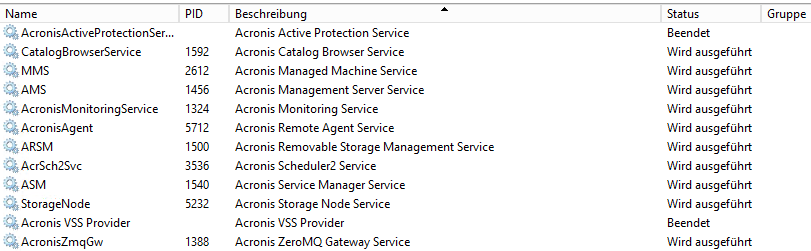 Name PID Beschreibung Status Gruppe
AcronisActiveProtectionSer... Acronis Active Protection Service Beendet
CatalogBrowserService 1592 Acronis Catalog Browser Service Wird ausgeführt
MMS 2612 Acronis Managed Machine Service Wird ausgeführt
AMS 1456 Acronis Management Server Service Wird ausgeführt
AcronisMonitoringService 1324 Acronis Monitoring Service Wird ausgeführt
AcronisAgent 5712 Acronis Remote Agent Service Wird ausgeführt
ARSM 1500 Acronis Removable Storage Management Service Wird ausgeführt
AcrSch2Svc 3536 Acronis Scheduler2 Service Wird ausgeführt
ASM 1540 Acronis Service Manager Service Wird ausgeführt
StorageNode 5232 Acronis Storage Node Service Wird ausgeführt
Acronis VSS Provider Acronis VSS Provider Beendet
AcronisZmqGw 1388 Acronis ZeroMQ Gateway Service Wird ausgeführt